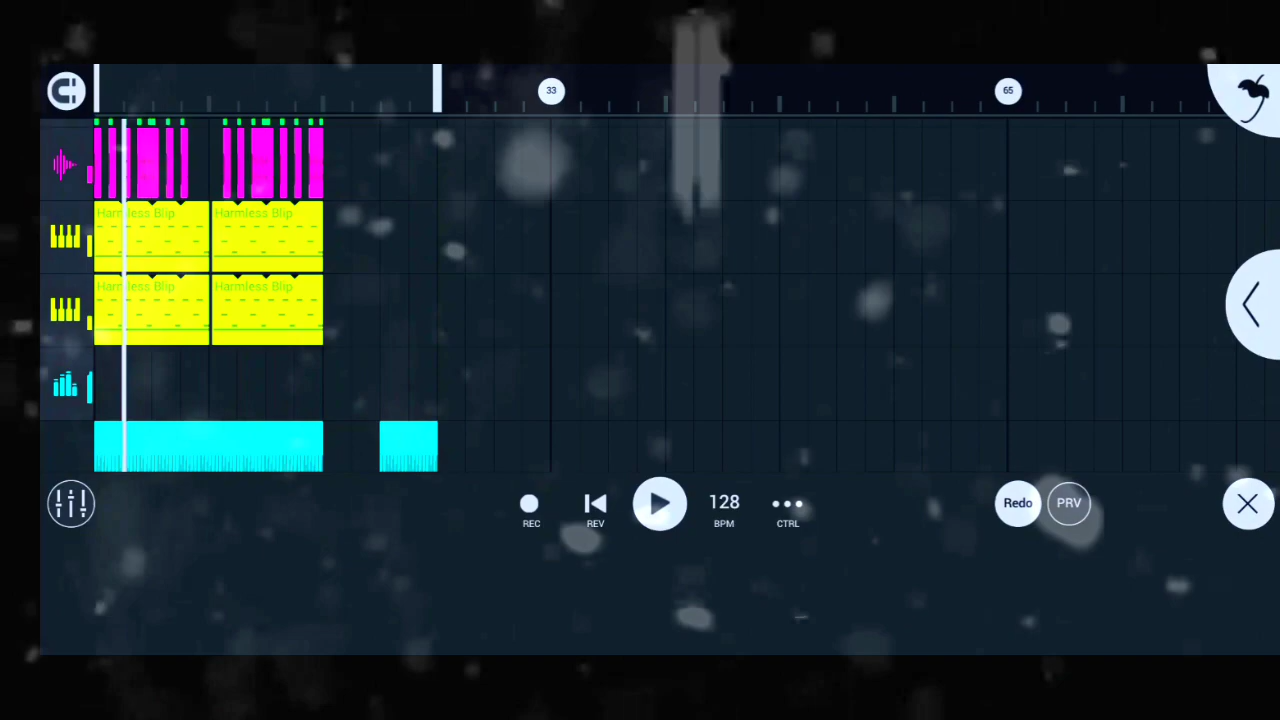 33
65
Harmless Blip
Harmless Blip
Harmless Blip
Harmless Blip
REC
REV
128
BPM
CTRL
Redo
PRV